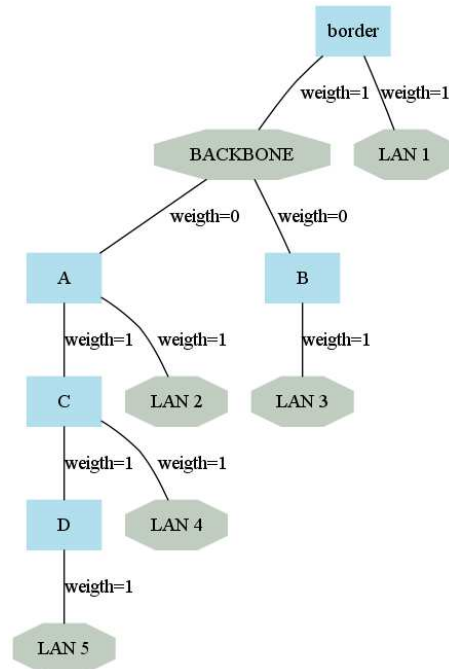 border
weigth=1 weigth=1
BACKBONE LAN 1
weigth=0 weigth=0
A B
weigth=1 weigth=1 weigth=1
C LAN 2 LAN 3
weigth=1 weigth=1
D LAN 4
weigth=1
LAN 5